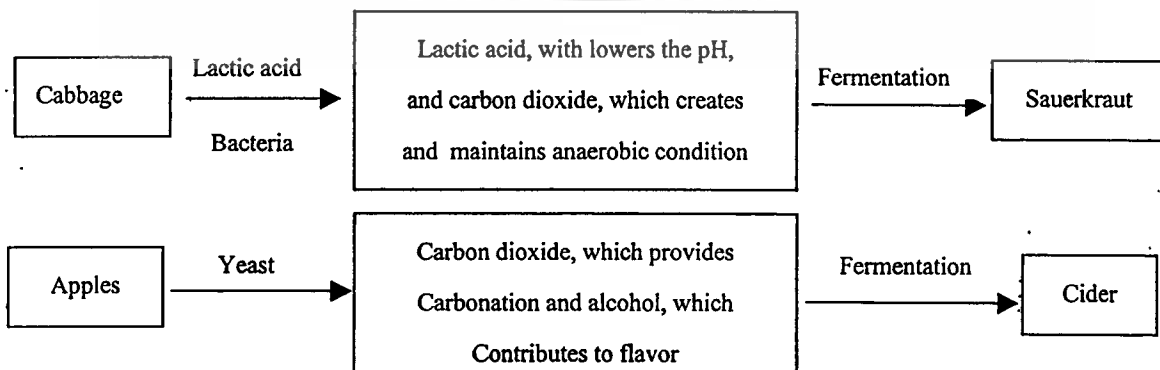 Cabbage
Lactic acid
Bacteria
Lactic acid, with lowers the pH,
and carbon dioxide, which creates
and maintains anaerobic condition
Fermentation
Sauerkraut
Apples
Yeast
Carbon dioxide, which provides
Carbonation and alcohol, which
Contributes to flavor
Fermentation
Cider